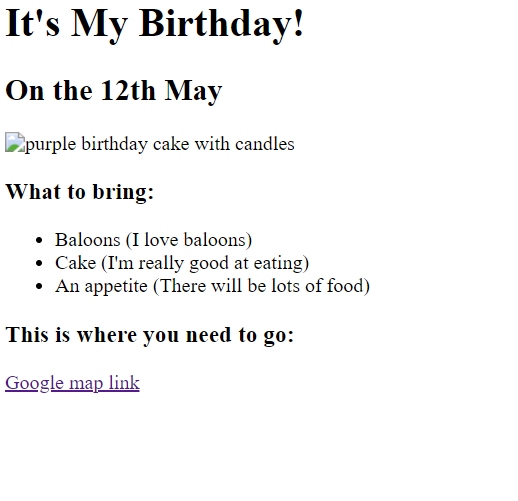 It's My Birthday!
On the 12th May
purple birthday cake with candles
What to bring:
Baloons (I love baloons)
Cake (I'm really good at eating)
An appetite (There will be lots of food)
This is where you need to go:
Google map link